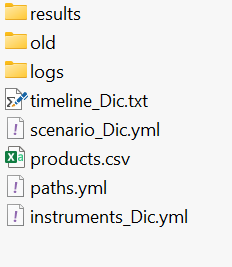 results
old
logs
timeline_Dic.txt
scenario_Dic.yml
products.csv
paths.yml
instruments_Dic.yml